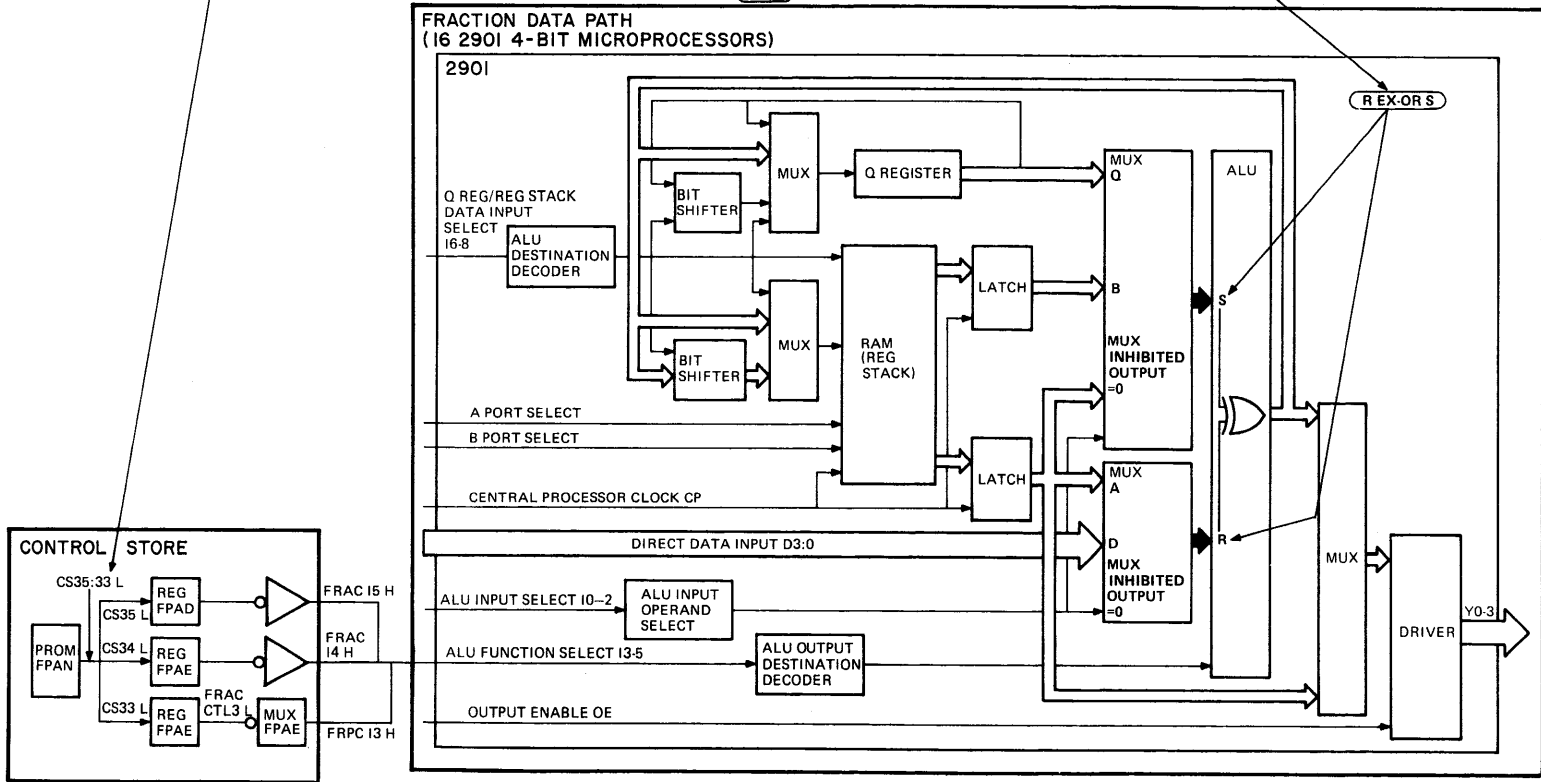 FRACTION DATA PATH
(16 2901 4-BIT MICROPROCESSORS)
2901
R EX-OR S
Q REG/REG STACK
DATA INPUT
SELECT
I6-8
ALU
DESTINATION
DECODER
BIT
SHIFTER
MUX
Q REGISTER
MUX
Q
B
MUX
INHIBITED
OUTPUT
=0
ALU
S
R
BIT
SHIFTER
MUX
RAM
(REG
STACK)
LATCH
LATCH
A PORT SELECT
B PORT SELECT
CENTRAL PROCESSOR CLOCK CP
DIRECT DATA INPUT D3:0
MUX
A
D
MUX
INHIBITED
OUTPUT
=0
MUX
DRIVER
Y0-3
ALU INPUT SELECT I0-2
ALU INPUT
OPERAND
SELECT
ALU FUNCTION SELECT I3-5
ALU OUTPUT
DESTINATION
DECODER
OUTPUT ENABLE OE
CONTROL STORE
CS35:33 L
PROM
FPAN
CS35 L
REG
FPAD
FRAC I5 H
CS34 L
REG
FPAE
FRAC
I4 H
CS33 L
REG
FPAE
FRAC
CTL3 L
MUX
FPAE
FRPC I3 H